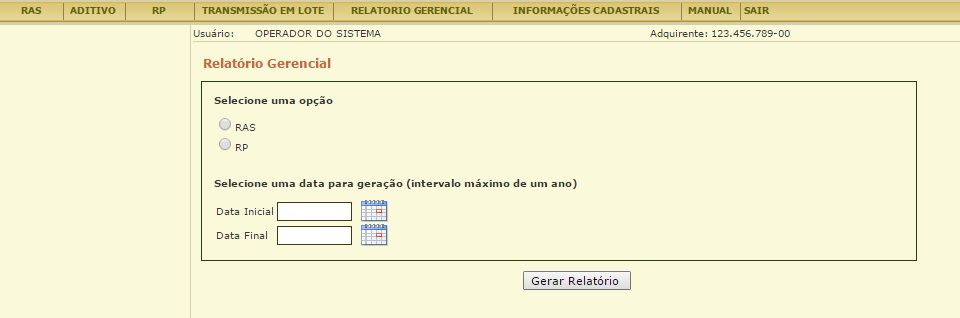 RAS ADITIVO RP TRANSMISSÃO EM LOTE RELATORIO GERENCIAL INFORMAÇÕES CADASTRAIS MANUAL SAIR
Usuário: OPERADOR DO SISTEMA Adquirente: 123.456.789-00
Relatório Gerencial
Selecione uma opção
RAS
RP
Selecione uma data para geração (intervalo máximo de um ano)
Data Inicial
Data Final
Gerar Relatório